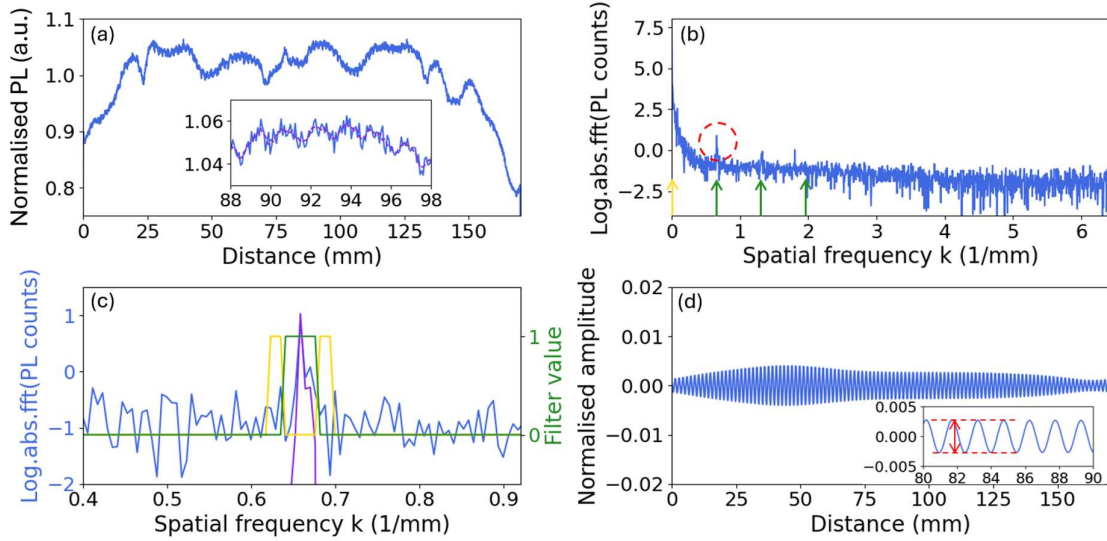 (a)
Normalised PL (a.u.)
1.1
1.0
0.9
0.8
1.06
1.04
88 90 92 94 96 98
0 25 50 75 100 125 150
Distance (mm)
(b)
Log.abs.fft(PL counts)
7.5
5.0
2.5
0.0
−2.5
0 1 2 3 4 5 6
Spatial frequency k (1/mm)
(c)
Log.abs.fft(PL counts)
1
0
−1
−2
1
0
Filter value
0.4 0.5 0.6 0.7 0.8 0.9
Spatial frequency k (1/mm)
(d)
Normalised amplitude
0.02
0.01
0.00
−0.01
−0.02
0.005
0.000
−0.005
80 82 84 86 88 90
0 25 50 75 100 125 150
Distance (mm)